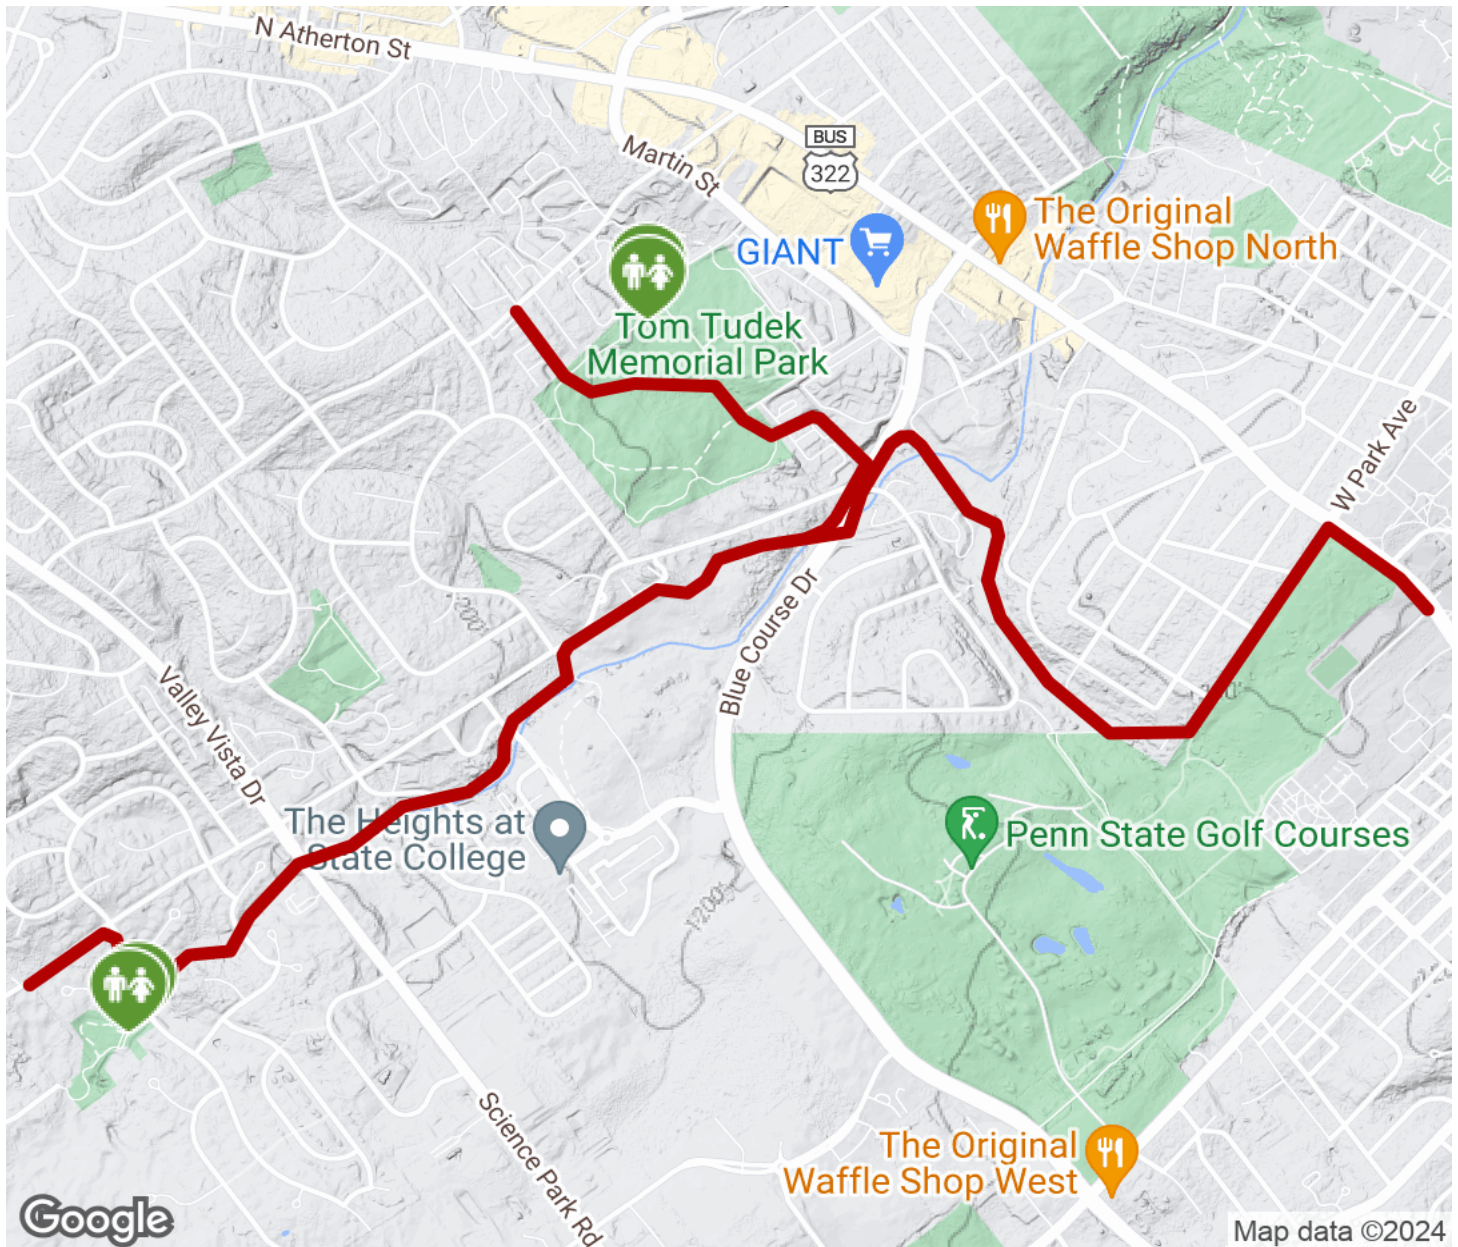 N Atherton St
BUS
322
Martin St
The Original
Waffle Shop North
GIANT
Tom Tudek
Memorial Park
W Park Ave
Blue Course Dr
Valley Vista Dr
The Heights at
State College
Penn State Golf Courses
1200
Science Park Rd
The Original
Waffle Shop West
Google
Map data ©2024